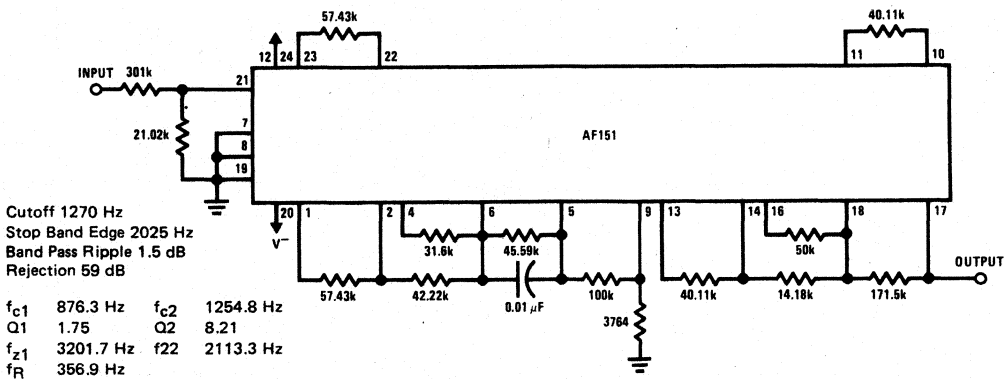 57.43k
40.11k
12 24 23 22 11 10
INPUT 301k
21
21.02k
7
8
19
AF151
20 1 2 4 6 5 9 13 14 16 18 17
V−
31.6k 45.59k 50k
OUTPUT
57.43k 42.22k 0.01 μF 100k 40.11k 14.18k 171.5k
3764
Cutoff 1270 Hz
Stop Band Edge 2025 Hz
Band Pass Ripple 1.5 dB
Rejection 59 dB
fc1 876.3 Hz fc2 1254.8 Hz
Q1 1.75 Q2 8.21
fz1 3201.7 Hz f22 2113.3 Hz
fR 356.9 Hz